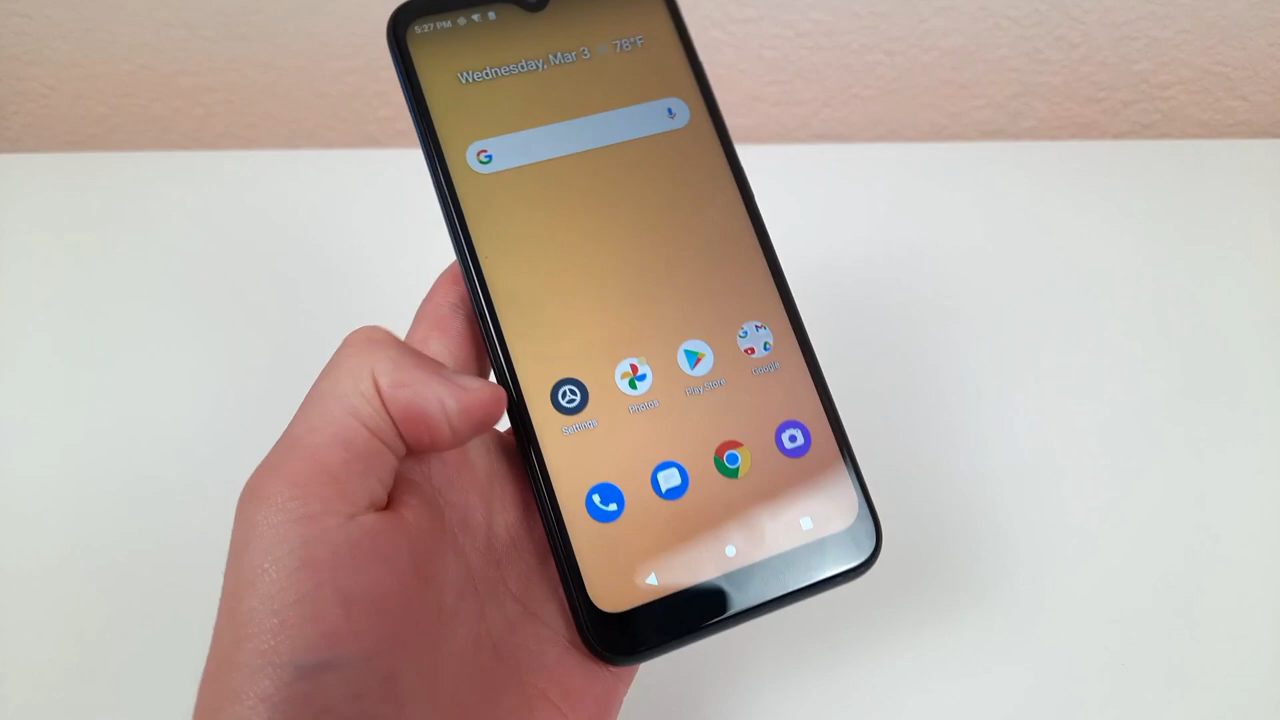 5:27 PM
Wednesday, Mar 3 78°F
G
Settings
Photos
Play Store
Google